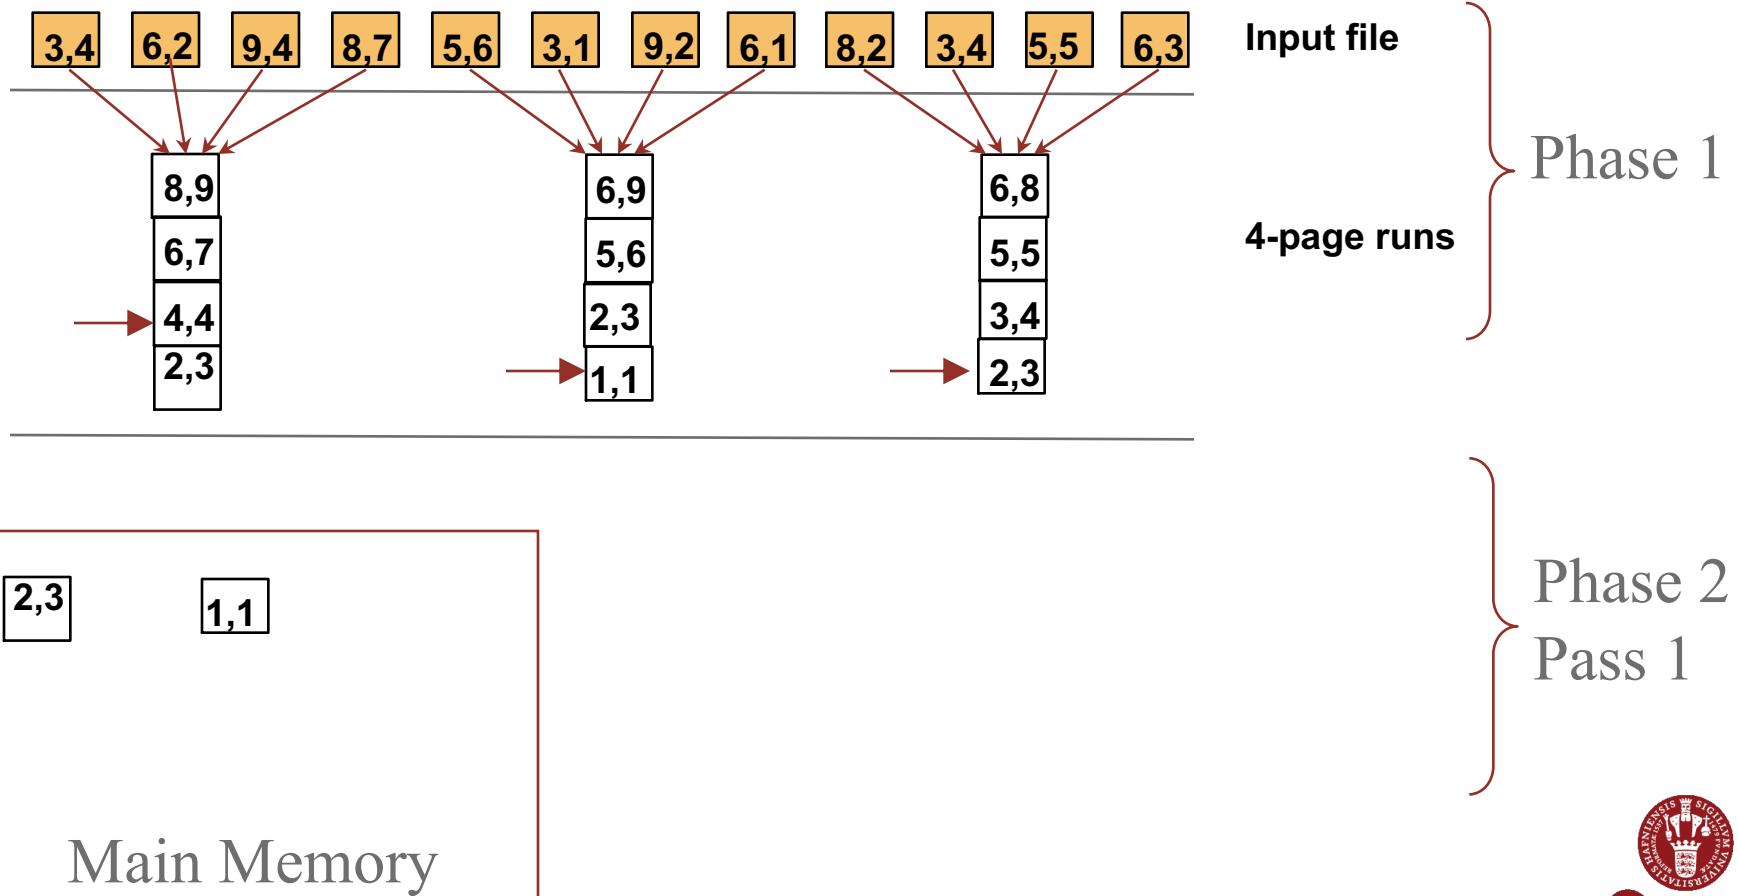 3,4 6,2 9,4 8,7 5,6 3,1 9,2 6,1 8,2 3,4 5,5 6,3
Input file
Phase 1
8,9 6,9 6,8
6,7 5,6 5,5
4-page runs
4,4 2,3 3,4
2,3 1,1 2,3
2,3 1,1
Phase 2
Pass 1
Main Memory